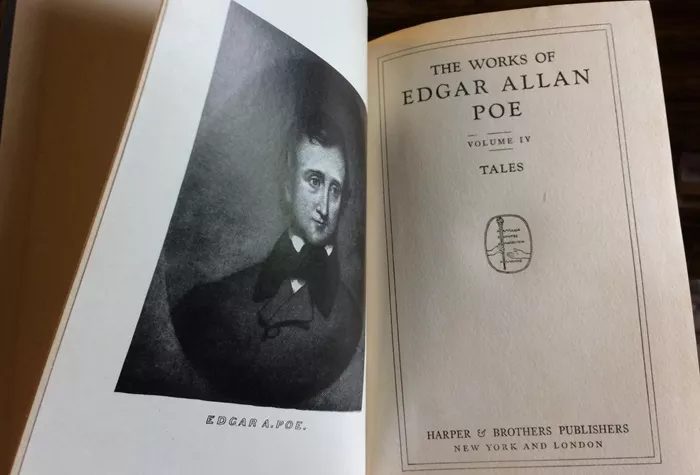 EDGAR A. POE.
THE WORKS OF
EDGAR ALLAN
POE
VOLUME IV
TALES
HARPER & BROTHERS PUBLISHERS
NEW YORK AND LONDON